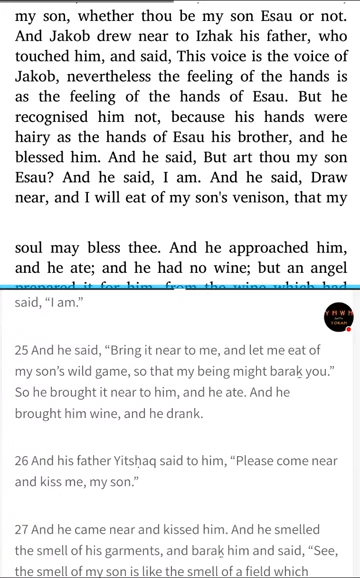 my son, whether thou be my son Esau or not.
And Jakob drew near to Izhak his father, who
touched him, and said, This voice is the voice of
Jakob, nevertheless the feeling of the hands is
as the feeling of the hands of Esau. But he
recognised him not, because his hands were
hairy as the hands of Esau his brother, and he
blessed him. And he said, But art thou my son
Esau? And he said, I am. And he said, Draw
near, and I will eat of my son's venison, that my
soul may bless thee. And he approached him,
and he ate; and he had no wine; but an angel
prepared it for him, from the wine which had
said, “I am.”
25 And he said, “Bring it near to me, and let me eat of
my son’s wild game, so that my being might baraḵ you.”
So he brought it near to him, and he ate. And he
brought him wine, and he drank.
26 And his father Yitsḥaq said to him, “Please come near
and kiss me, my son.”
27 And he came near and kissed him. And he smelled
the smell of his garments, and baraḵ him and said, “See,
the smell of my son is like the smell of a field which